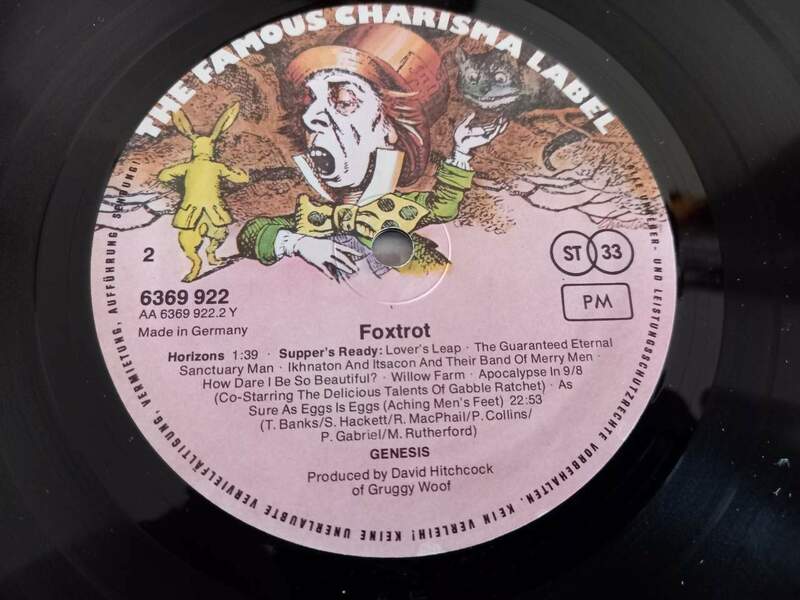 THE FAMOUS CHARISMA LABEL
2
6369 922
AA 6369 922.2 Y
Made in Germany
ST 33
PM
Foxtrot
Horizons 1:39 · Supper's Ready: Lover's Leap · The Guaranteed Eternal
Sanctuary Man · Ikhnaton And Itsacon And Their Band Of Merry Men ·
How Dare I Be So Beautiful? · Willow Farm · Apocalypse In 9/8
(Co-Starring The Delicious Talents Of Gabble Ratchet) · As
Sure As Eggs Is Eggs (Aching Men's Feet) 22:53
(T. Banks/S. Hackett/R. MacPhail/P. Collins/
P. Gabriel/M. Rutherford)
GENESIS
Produced by David Hitchcock
of Gruggy Woof
UND LEISTUNGSSCHUTZRECHTE VORBEHALTEN. KEIN VERLEIH! KEINE UNERLAUBTE VERVIELFÄLTIGUNG, VERMIETUNG, AUFFÜHRUNG, SENDUNG!